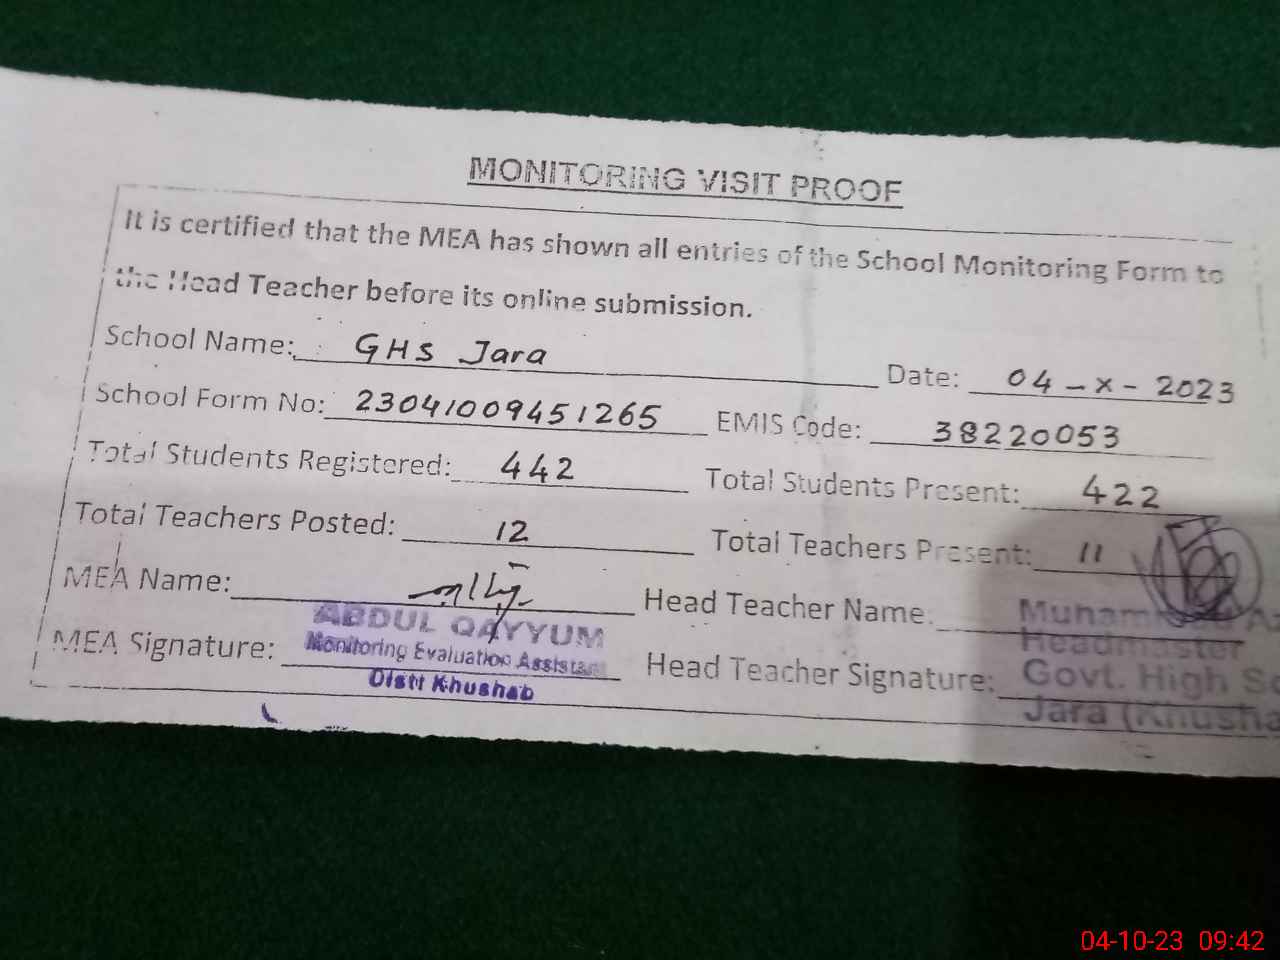 MONITORING VISIT PROOF
It is certified that the MEA has shown all entries of the School Monitoring Form to
the Head Teacher before its online submission.
School Name: GHS Jara Date: 04-X-2023
School Form No: 23041009451265 EMIS Code: 38220053
Total Students Registered: 442 Total Students Present: 422
Total Teachers Posted: 12 Total Teachers Present: 11
MEA Name: Head Teacher Name.
ABDUL QAYYUM
Monitoring Evaluation Assistant
Distt Khushab
MEA Signature: Head Teacher Signature:
Headmaster
Govt. High
Jara
04-10-23 09:42